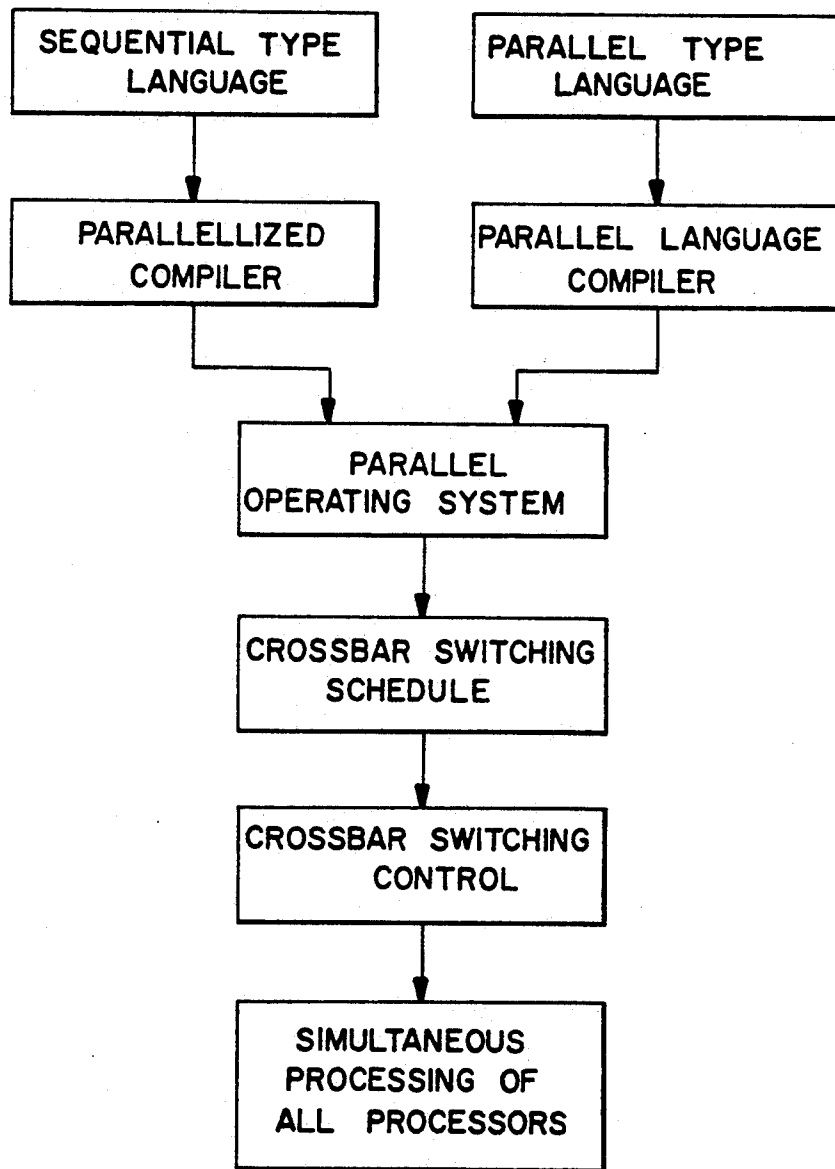 SEQUENTIAL TYPE
LANGUAGE
PARALLEL TYPE
LANGUAGE
PARALLELLIZED
COMPILER
PARALLEL LANGUAGE
COMPILER
PARALLEL
OPERATING SYSTEM
CROSSBAR SWITCHING
SCHEDULE
CROSSBAR SWITCHING
CONTROL
SIMULTANEOUS
PROCESSING OF
ALL PROCESSORS